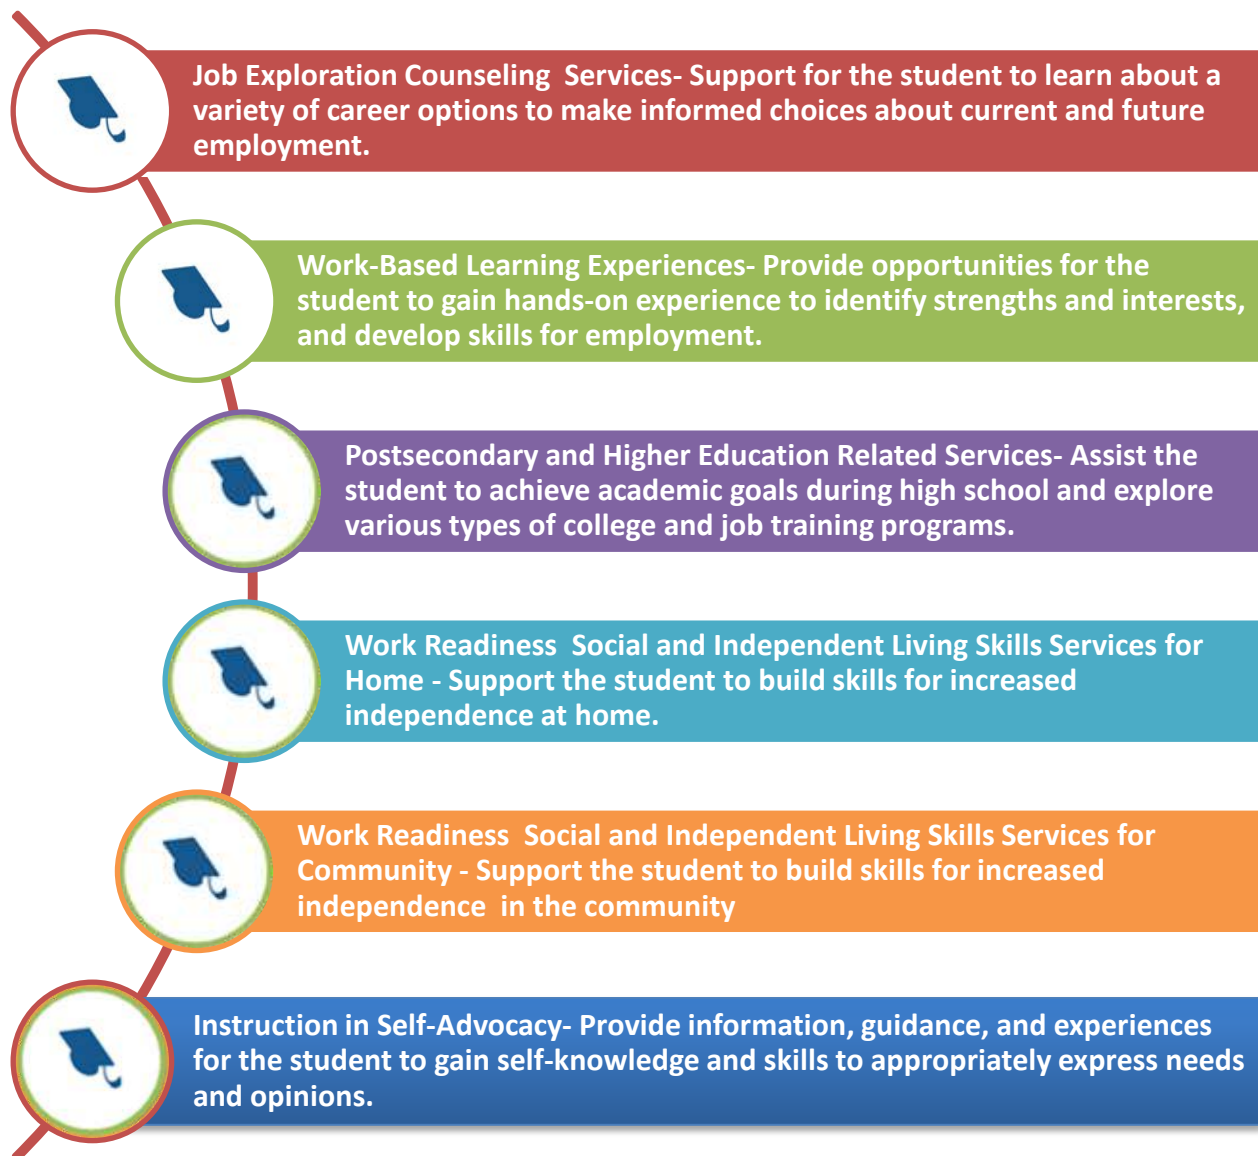 Job Exploration Counseling  Services- Support for the student to learn about a
variety of career options to make informed choices about current and future
employment.
Work-Based Learning Experiences- Provide opportunities for the
student to gain hands-on experience to identify strengths and interests,
and develop skills for employment.
Postsecondary and Higher Education Related Services- Assist the
student to achieve academic goals during high school and explore
various types of college and job training programs.
Work Readiness  Social and Independent Living Skills Services for
Home - Support the student to build skills for increased
independence at home.
Work Readiness  Social and Independent Living Skills Services for
Community - Support the student to build skills for increased
independence  in the community
Instruction in Self-Advocacy- Provide information, guidance, and experiences
for the student to gain self-knowledge and skills to appropriately express needs
and opinions.